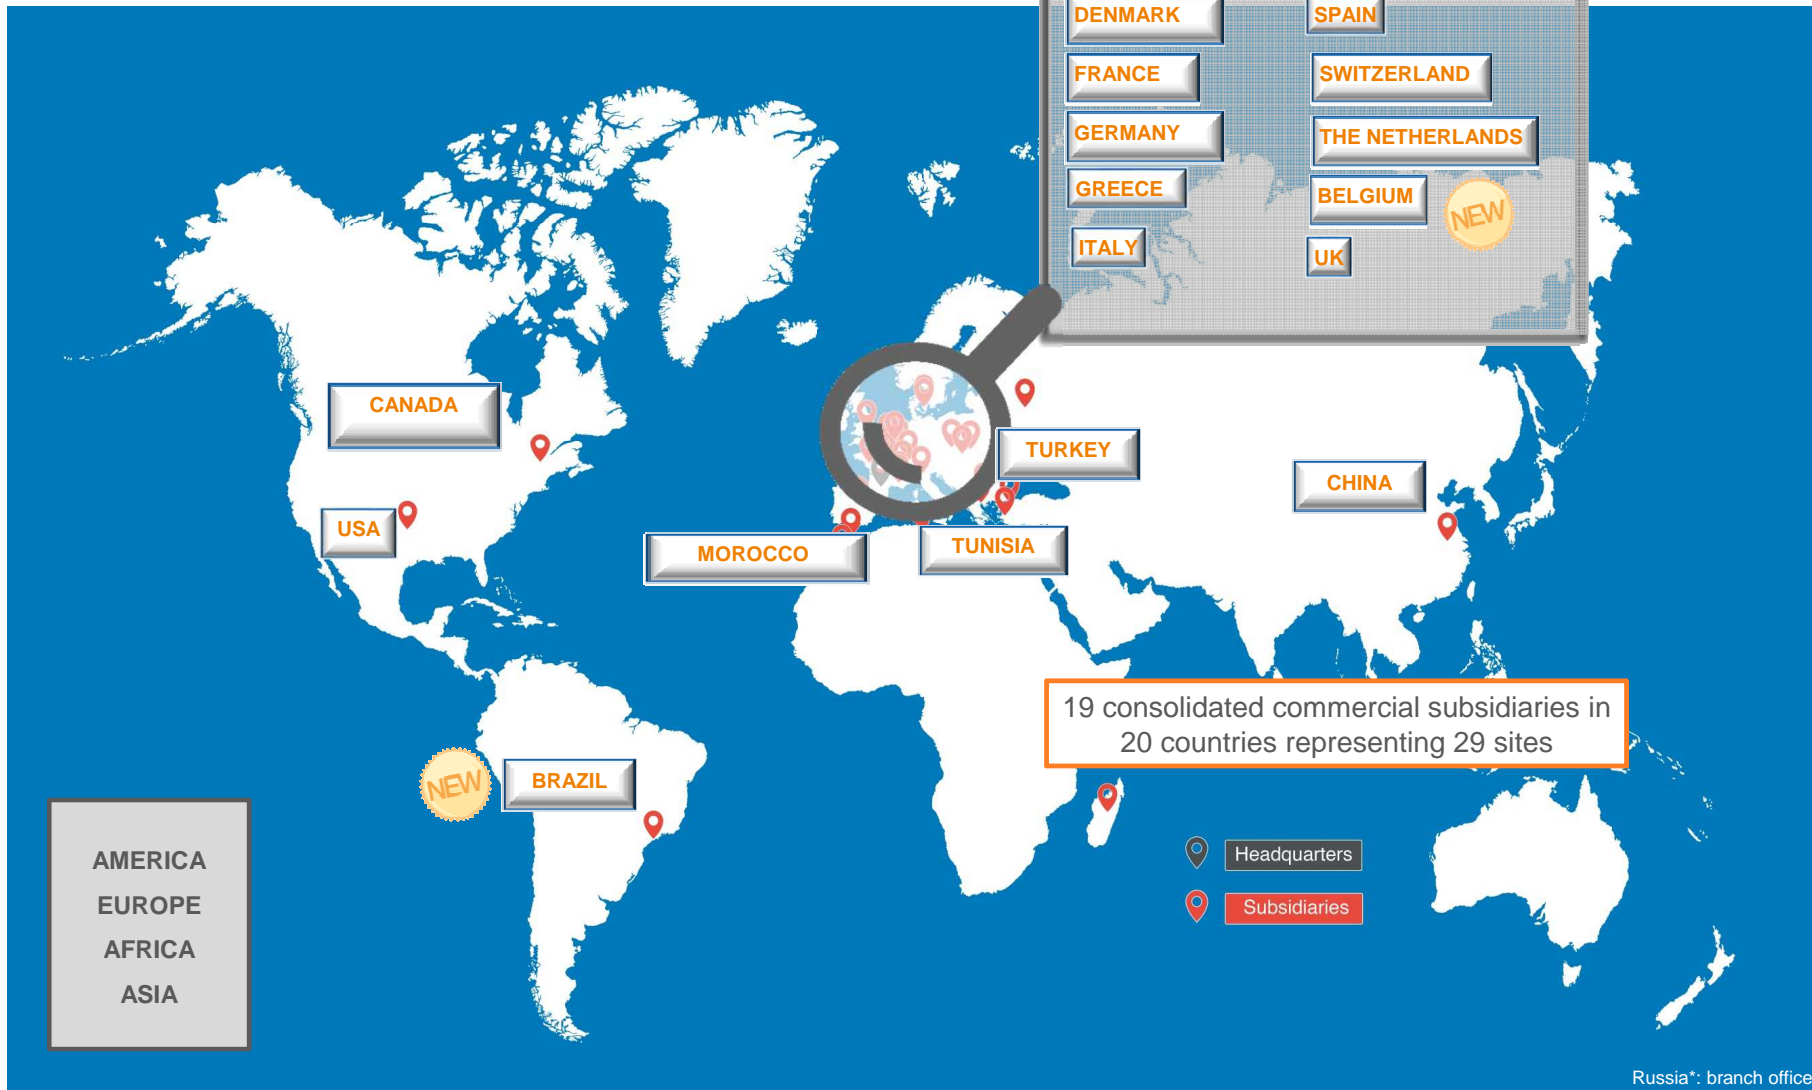 DENMARK
SPAIN
FRANCE
SWITZERLAND
GERMANY
THE NETHERLANDS
GREECE
BELGIUM
NEW
ITALY
UK
CANADA
TURKEY
CHINA
USA
MOROCCO
TUNISIA
19 consolidated commercial subsidiaries in
20 countries representing 29 sites
NEW
BRAZIL
AMERICA
EUROPE
AFRICA
ASIA
Headquarters
Subsidiaries
Russia*: branch office